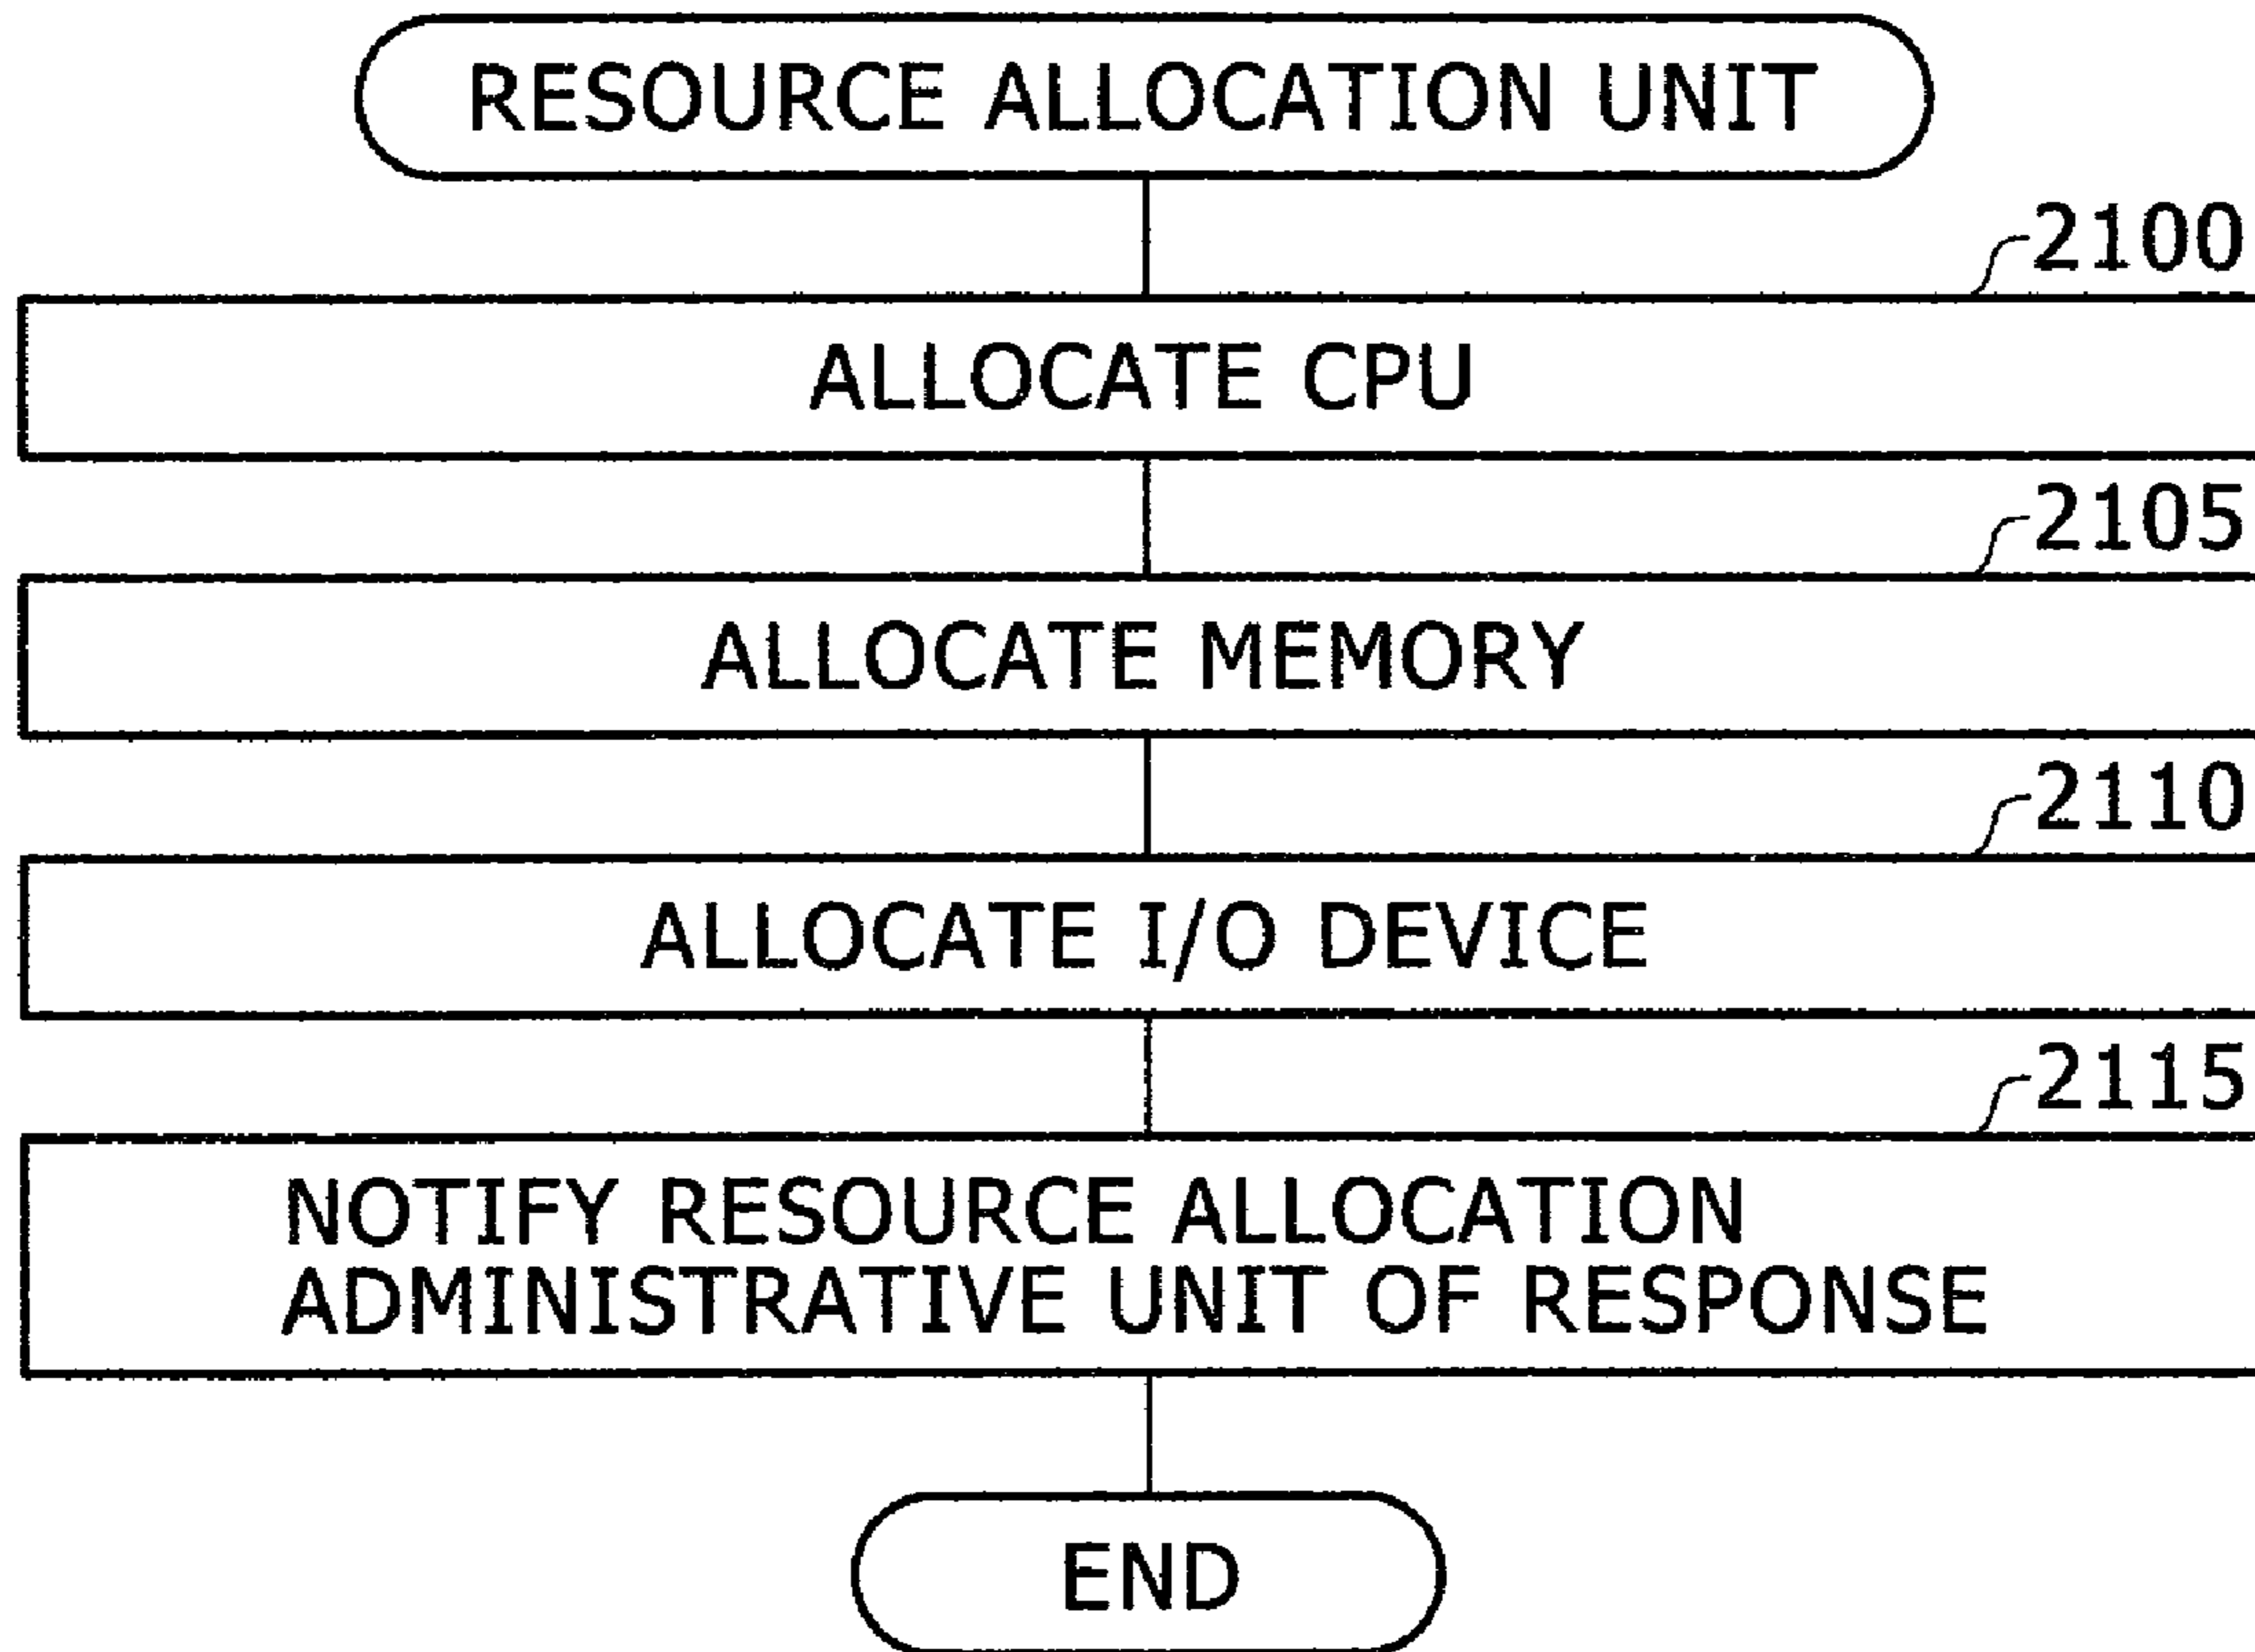 RESOURCE ALLOCATION UNIT
2100
ALLOCATE CPU
2105
ALLOCATE MEMORY
2110
ALLOCATE I/O DEVICE
2115
NOTIFY RESOURCE ALLOCATION
ADMINISTRATIVE UNIT OF RESPONSE
END